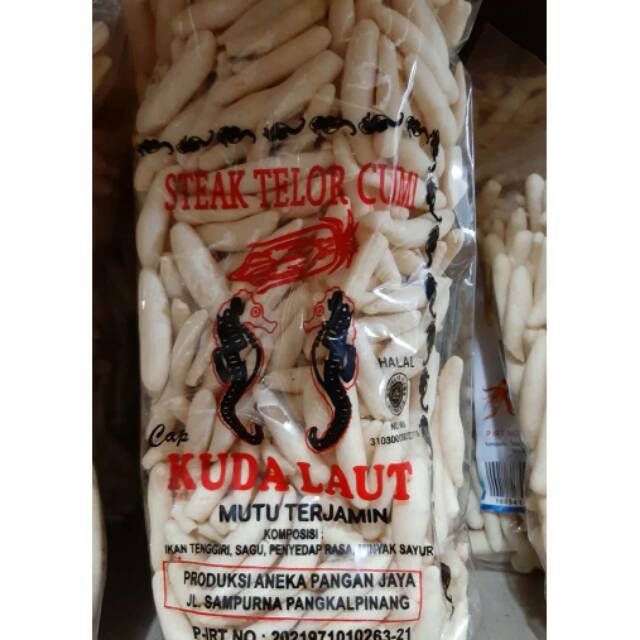 STEAK TELOR CUMI
HALAL
Cap
KUDA LAUT
MUTU TERJAMIN
KOMPOSISI :
IKAN TENGGIRI, SAGU, PENYEDAP RASA, MINYAK SAYUR
PRODUKSI ANEKA PANGAN JAYA
JL. SAMPURNA PANGKALPINANG
P-IRT NO : 2021971010263-21